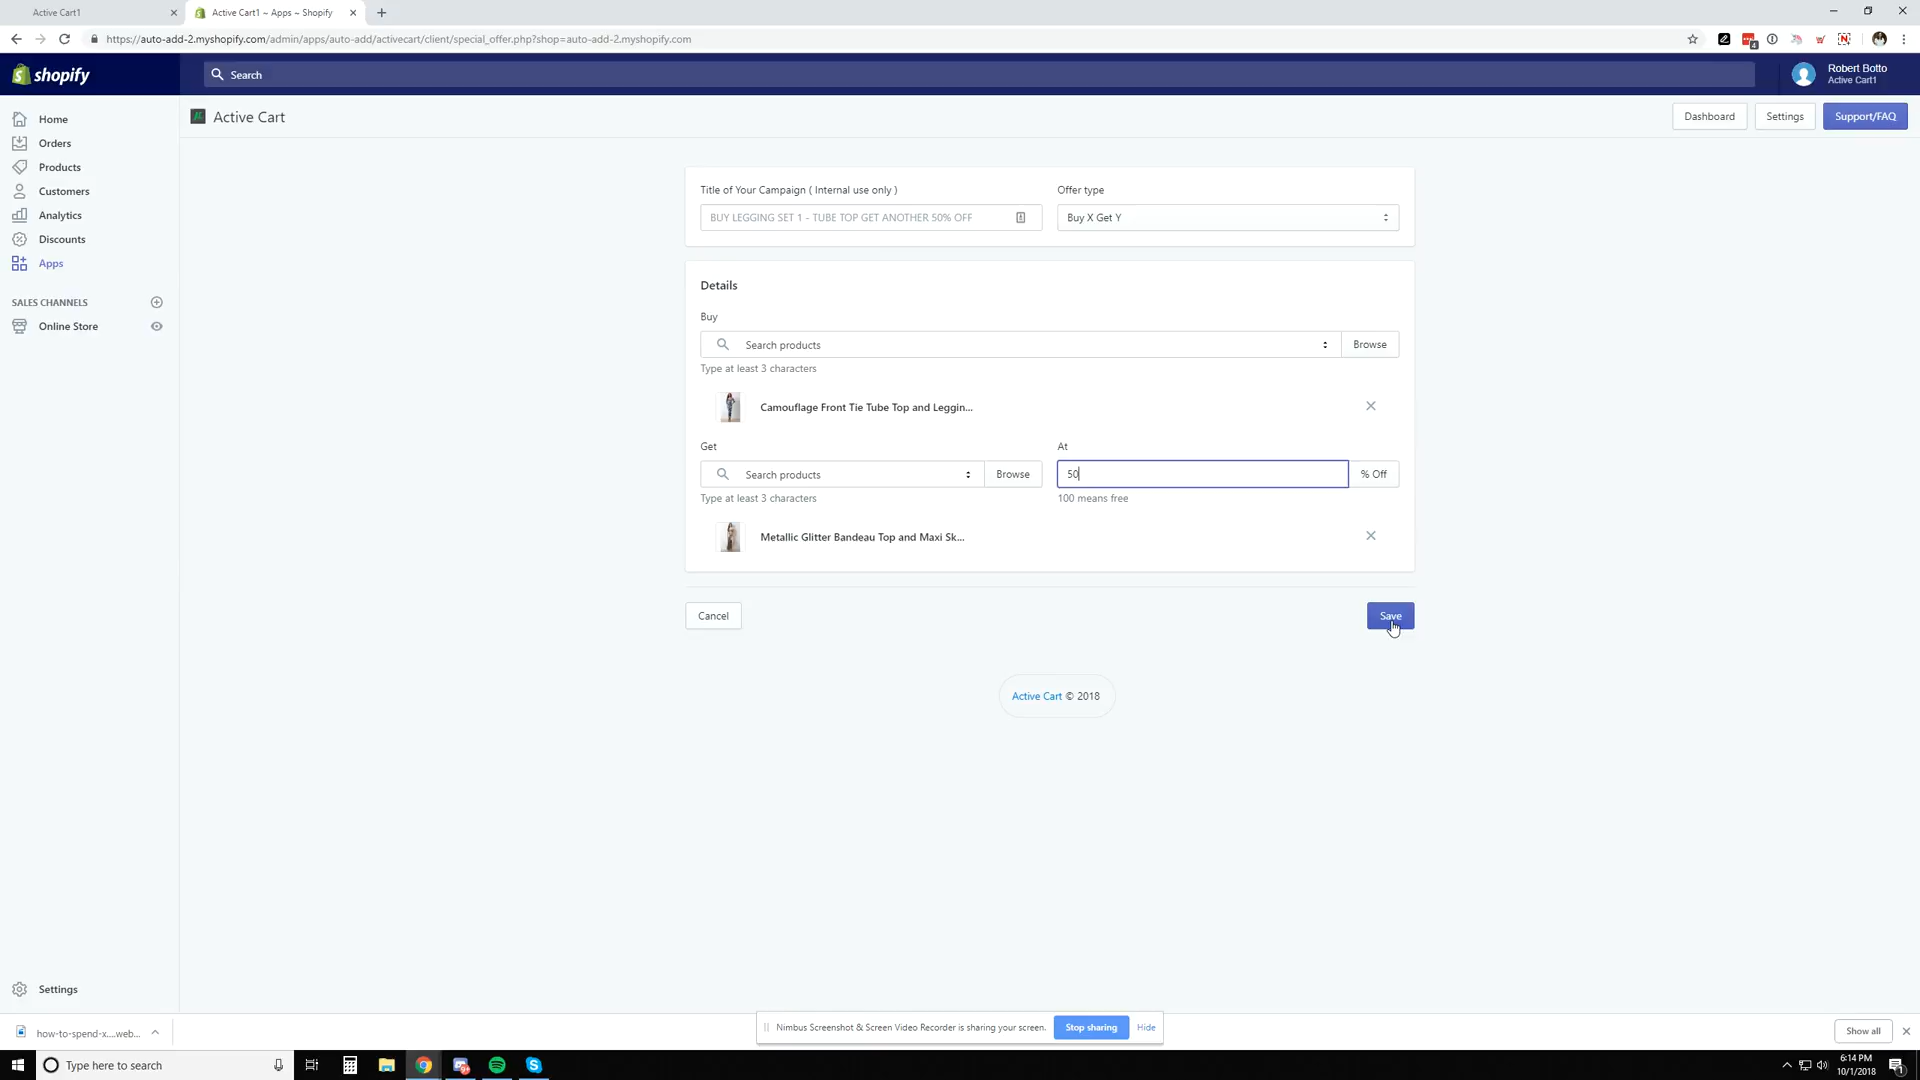 Active Cart1
Active Cart1 ~ Apps ~ Shopify
https://auto-add-2.myshopify.com/admin/apps/auto-add/activecart/client/special_offer.php?shop=auto-add-2.myshopify.com
shopify
Search
Robert Botto
Active Cart1
Home
Orders
Products
Customers
Analytics
Discounts
Apps
SALES CHANNELS
Online Store
Settings
Active Cart
Dashboard
Settings
Support/FAQ
Title of Your Campaign ( Internal use only )
Offer type
BUY LEGGING SET 1 - TUBE TOP GET ANOTHER 50% OFF
Buy X Get Y
Details
Buy
Search products
Browse
Type at least 3 characters
Camouflage Front Tie Tube Top and Leggin...
Get
At
Search products
Browse
50
% Off
Type at least 3 characters
100 means free
Metallic Glitter Bandeau Top and Maxi Sk...
Cancel
Save
Active Cart © 2018
how-to-spend-x....web...
Nimbus Screenshot & Screen Video Recorder is sharing your screen.
Stop sharing
Hide
Show all
Type here to search
6:14 PM
10/1/2018